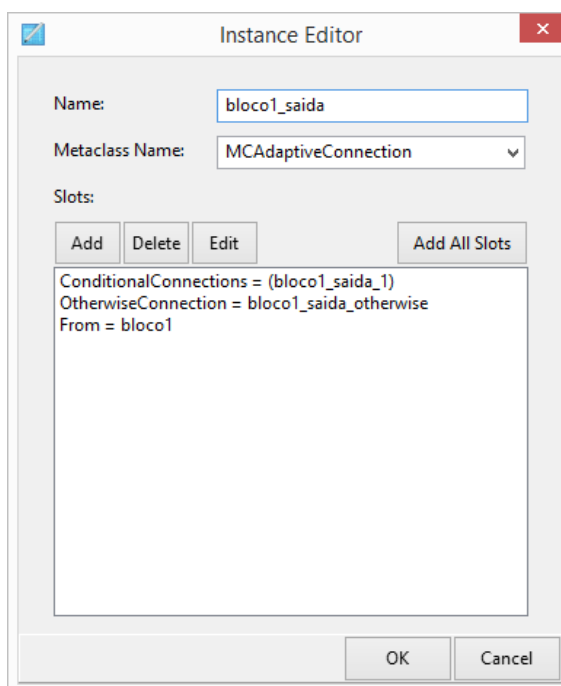 Instance Editor
Name:
bloco1_saida
Metaclass Name:
MCAdaptiveConnection
Slots:
Add
Delete
Edit
Add All Slots
ConditionalConnections = (bloco1_saida_1)
OtherwiseConnection = bloco1_saida_otherwise
From = bloco1
OK
Cancel